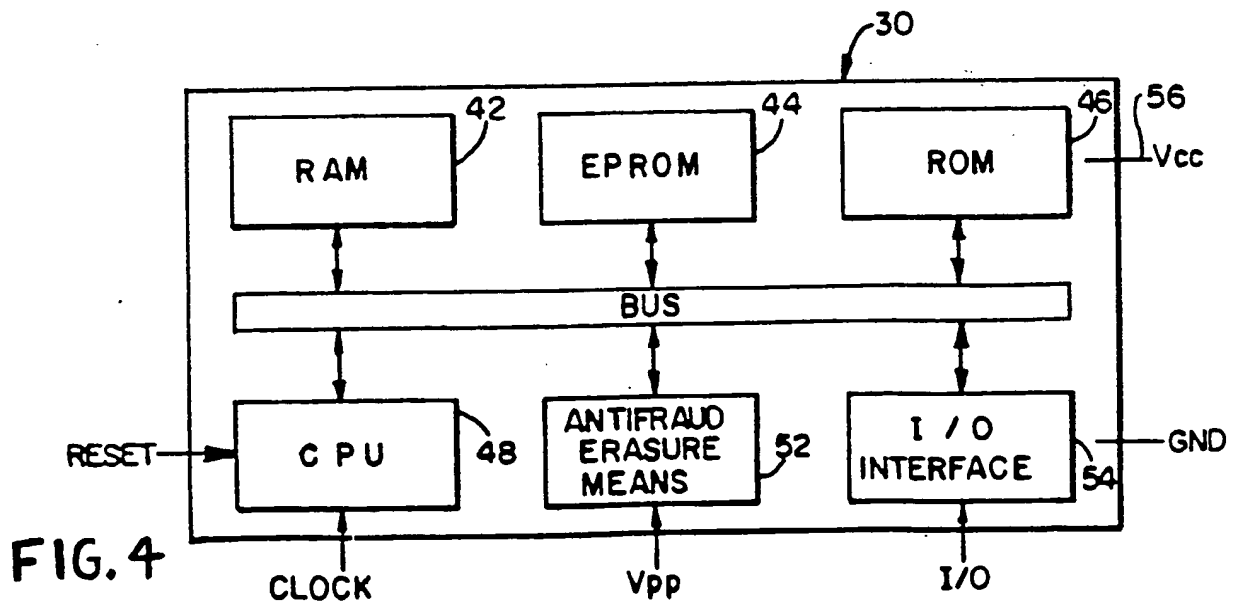 30
42
44
46
56
RAM
EPROM
ROM
Vcc
BUS
RESET
CPU
48
ANTIFRAUD
ERASURE
MEANS
52
I/O
INTERFACE
54
GND
FIG. 4
CLOCK
Vpp
I/O